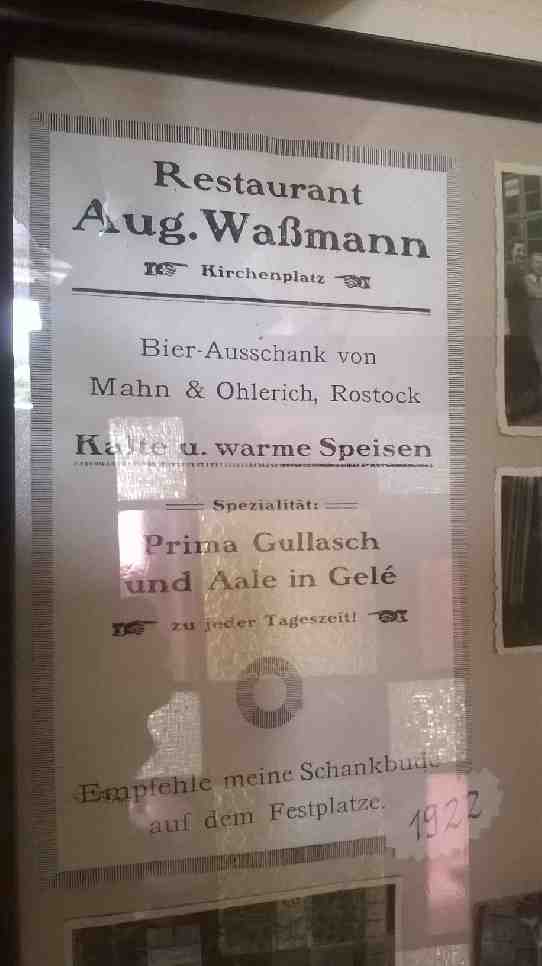 Restaurant
Aug. Waßmann
Kirchenplatz
Bier-Ausschank von
Mahn & Ohlerich, Rostock
Kalte u. warme Speisen
Spezialität:
Prima Gullasch
und Aale in Gelé
zu jeder Tageszeit!
Empfehle meine Schankbude
auf dem Festplatze.
1922